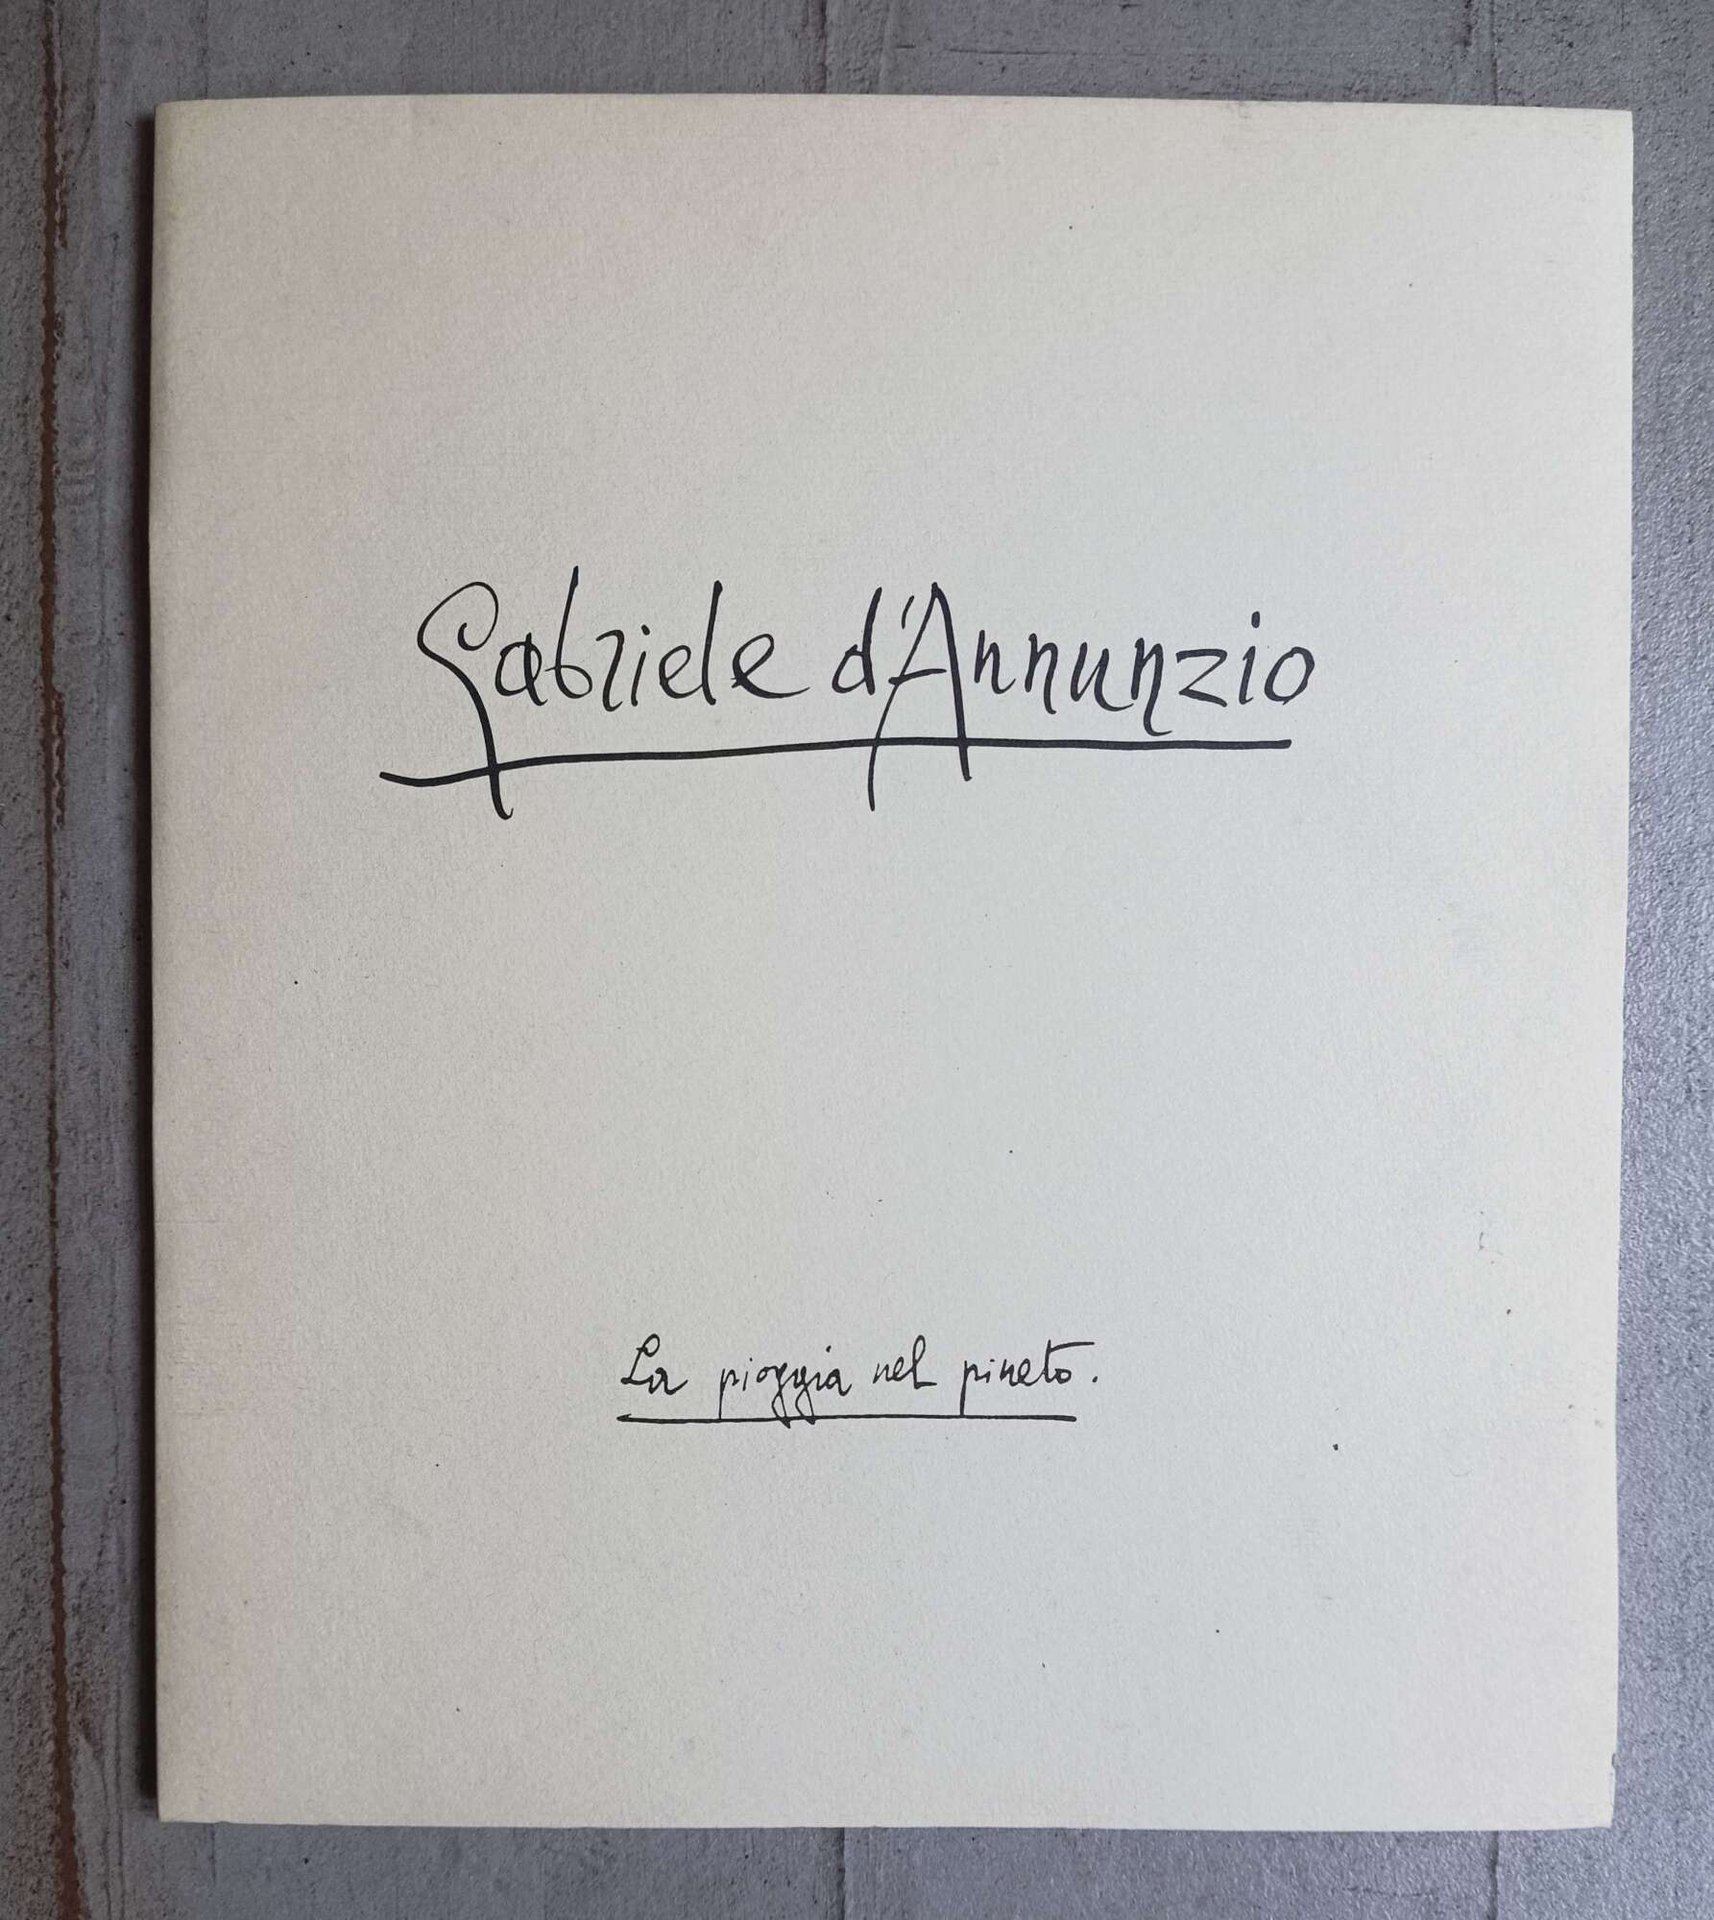 Gabriele d'Annunzio
La pioggia nel pineto.